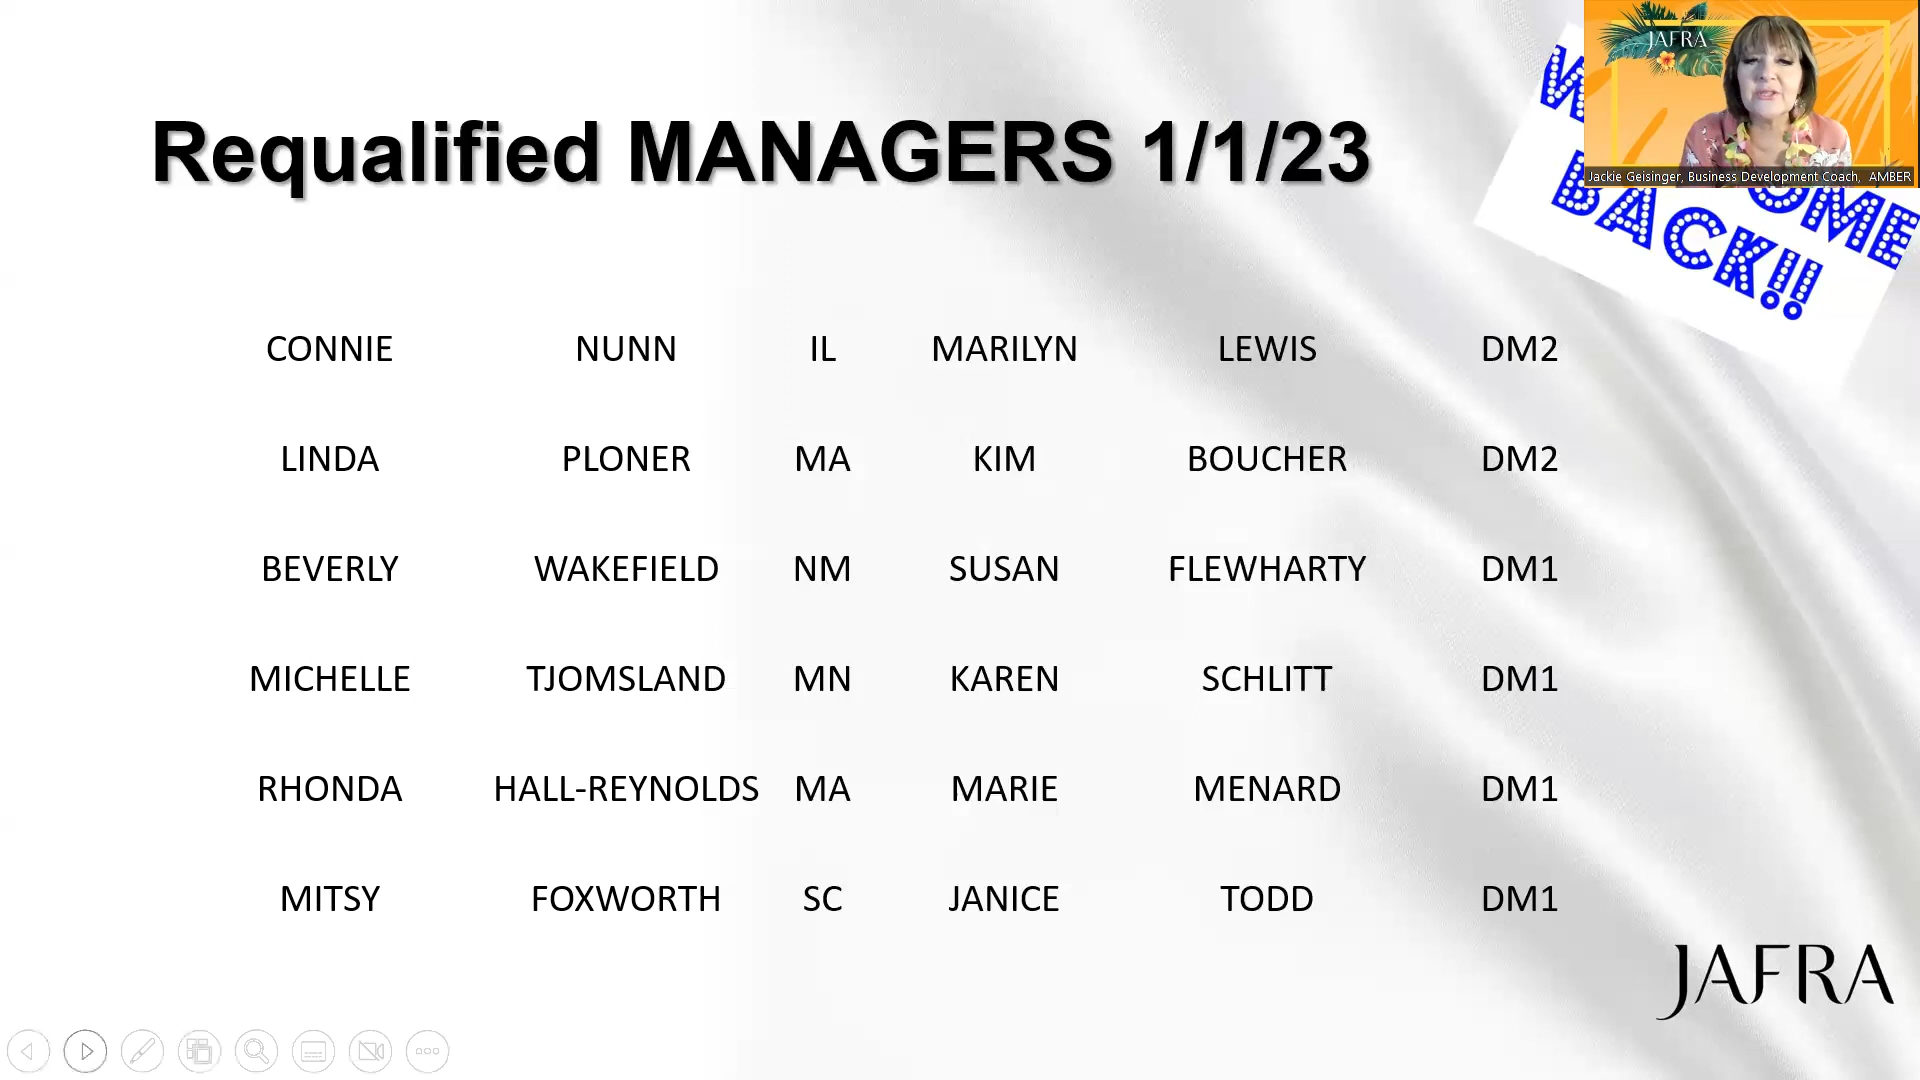 Requalified MANAGERS 1/1/23
JAFRA
Jackie Geisinger, Business Development Coach, AMBER
BACK!!
CONNIE NUNN IL MARILYN LEWIS DM2
LINDA PLONER MA KIM BOUCHER DM2
BEVERLY WAKEFIELD NM SUSAN FLEWHARTY DM1
MICHELLE TJOMSLAND MN KAREN SCHLITT DM1
RHONDA HALL-REYNOLDS MA MARIE MENARD DM1
MITSY FOXWORTH SC JANICE TODD DM1
JAFRA